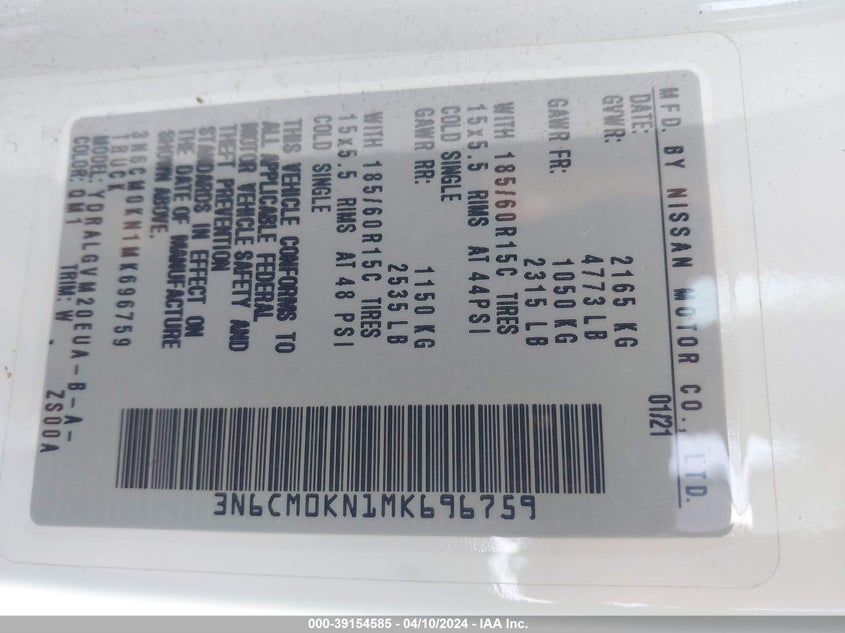 MFD. BY NISSAN MOTOR CO., LTD.
DATE: 01/21
GVWR: 2165 KG
4773 LB
GAWR FR: 1050 KG
2315 LB
WITH 185/60R15C TIRES
15x5.5 RIMS AT 44PSI
COLD SINGLE
GAWR RR: 1150 KG
2535 LB
WITH 185/60R15C TIRES
15x5.5 RIMS AT 48 PSI
COLD SINGLE
THIS VEHICLE CONFORMS TO
ALL APPLICABLE FEDERAL
MOTOR VEHICLE SAFETY AND
THEFT PREVENTION
STANDARDS IN EFFECT ON
THE DATE OF MANUFACTURE
SHOWN ABOVE.
3N6CM0KN1MK696759
TRUCK
MODEL: YDRALGVM20EUA-B-A-
ZS00A
COLOR: QM1 TRIM: W
3N6CM0KN1MK696759
000-39154585 - 04/10/2024 - IAA Inc.